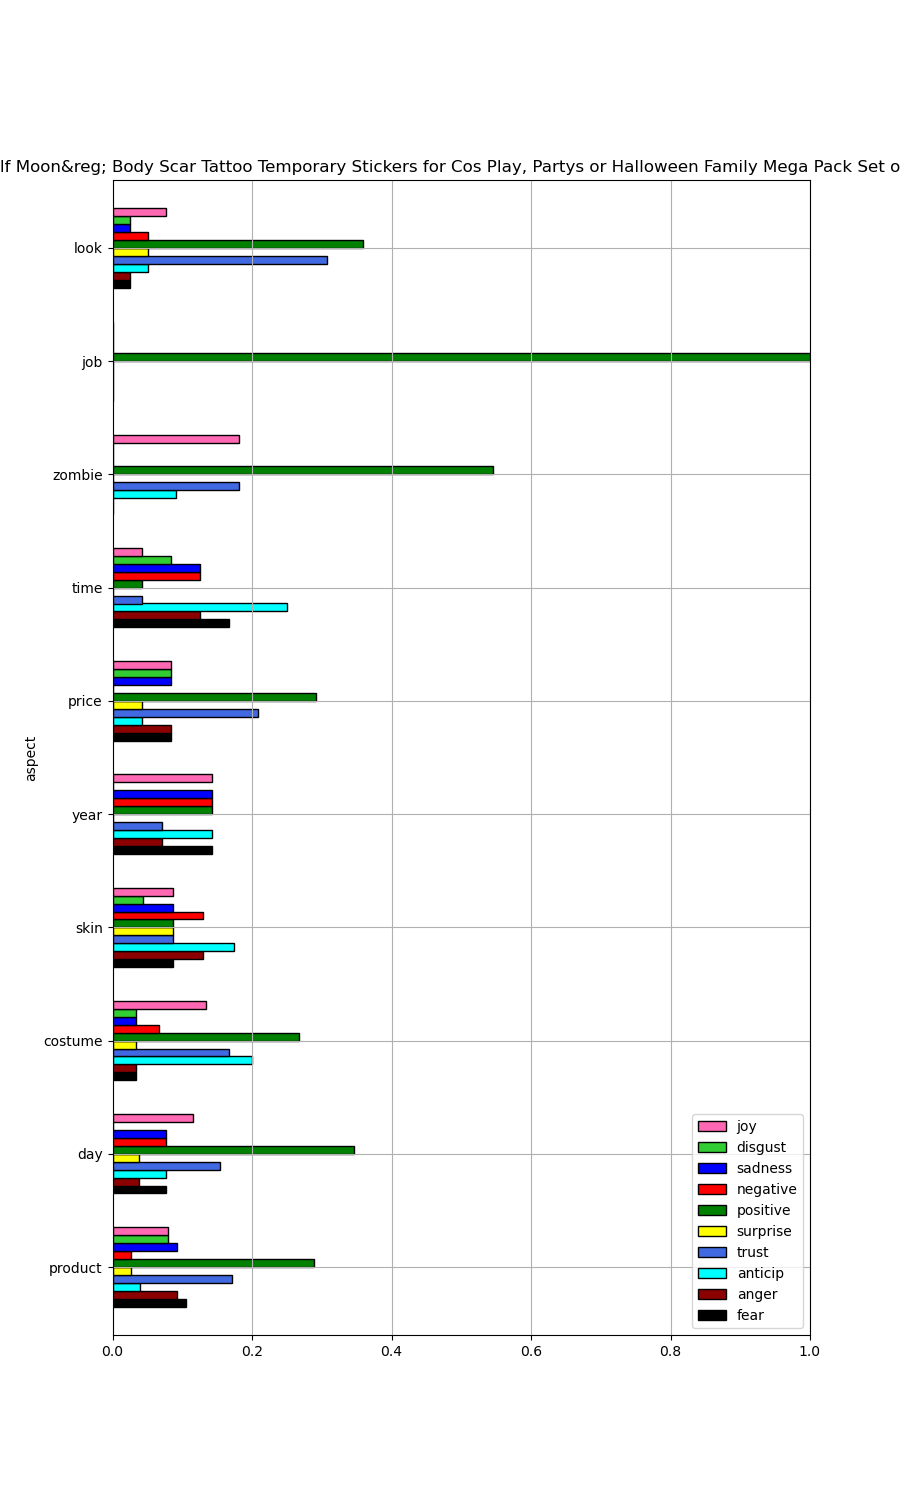 lf Moon&reg; Body Scar Tattoo Temporary Stickers for Cos Play, Partys or Halloween Family Mega Pack Set o
look
job
zombie
time
price
year
skin
costume
day
product
aspect
joy
disgust
sadness
negative
positive
surprise
trust
anticip
anger
fear
0.0 0.2 0.4 0.6 0.8 1.0